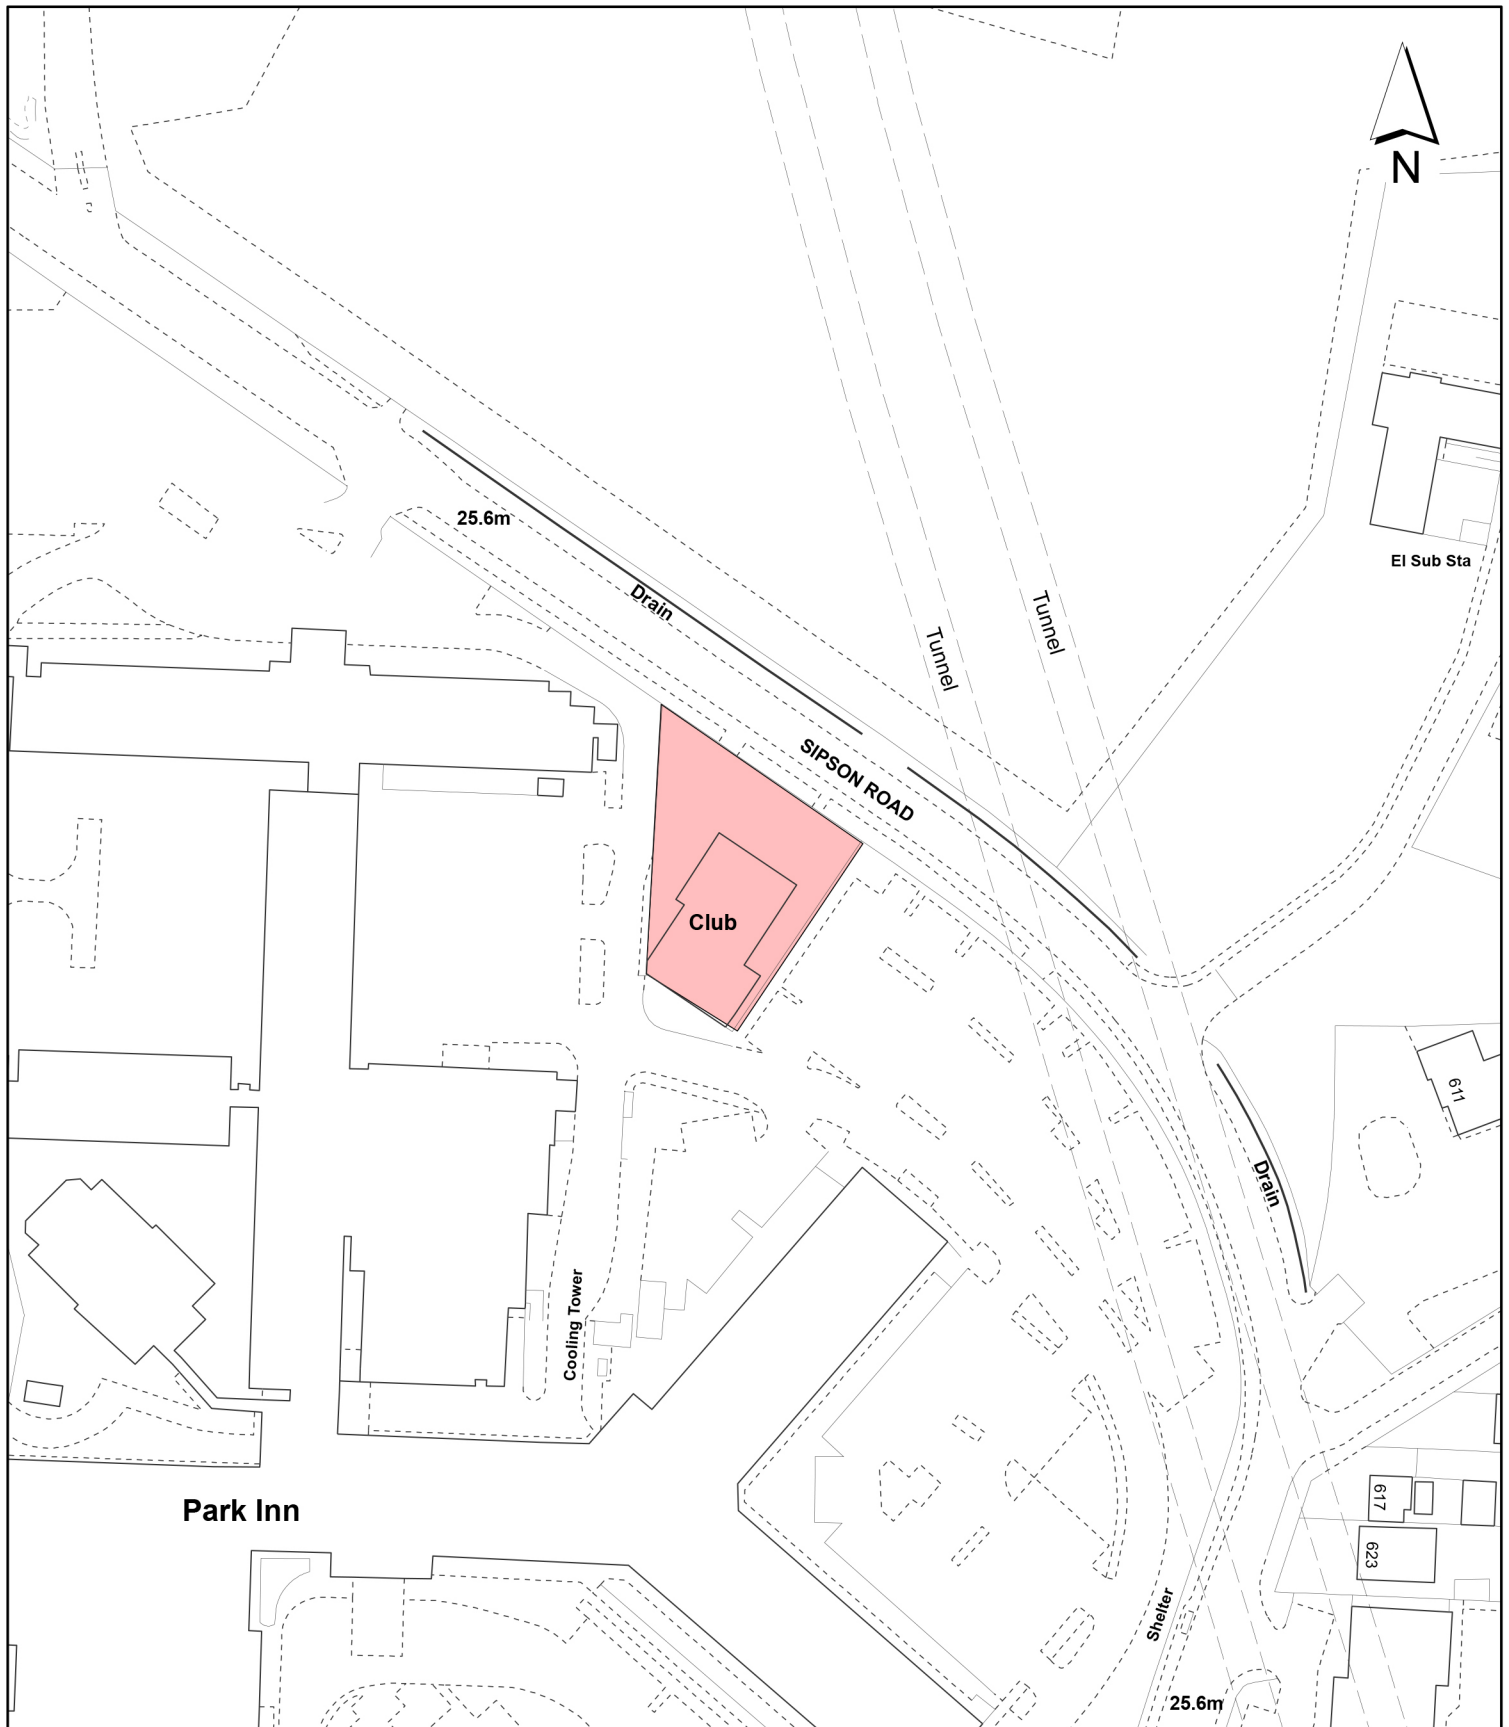 N
25.6m
El Sub Sta
Drain
Tunnel
Tunnel
SIPSON ROAD
Club
611
Drain
Cooling Tower
Park Inn
617
623
Shelter
25.6m